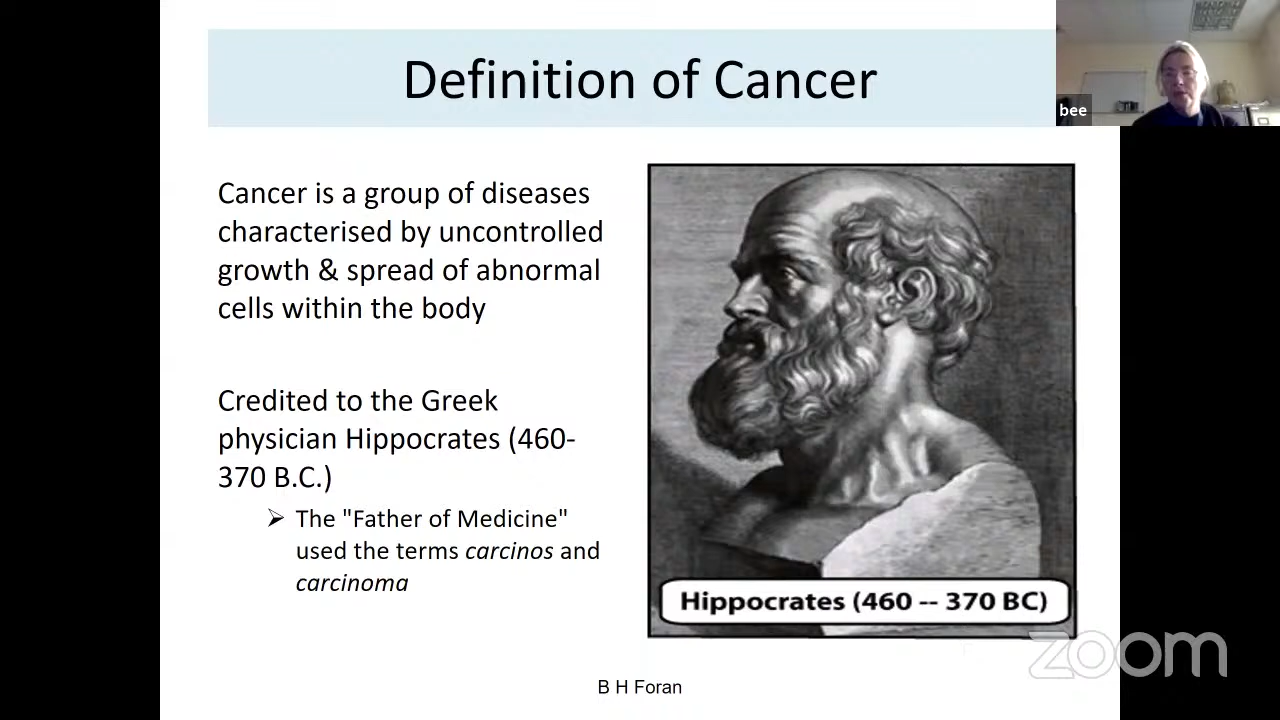 Definition of Cancer
bee
Cancer is a group of diseases
characterised by uncontrolled
growth & spread of abnormal
cells within the body
Credited to the Greek
physician Hippocrates (460-
370 B.C.)
➢ The "Father of Medicine"
used the terms carcinos and
carcinoma
Hippocrates (460 -- 370 BC)
zoom
B H Foran